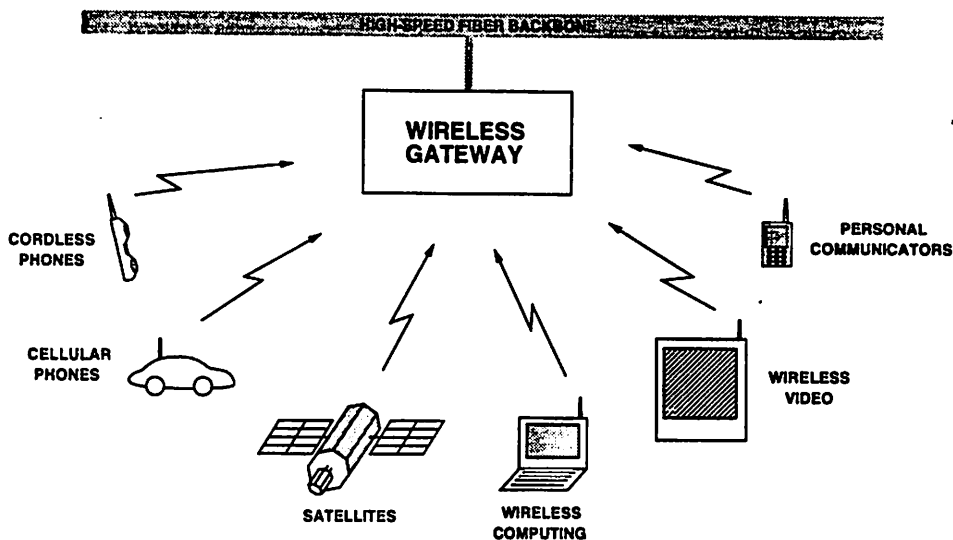 HIGH-SPEED FIBER BACKBONE
WIRELESS
GATEWAY
CORDLESS
PHONES
PERSONAL
COMMUNICATORS
CELLULAR
PHONES
WIRELESS
VIDEO
SATELLITES
WIRELESS
COMPUTING